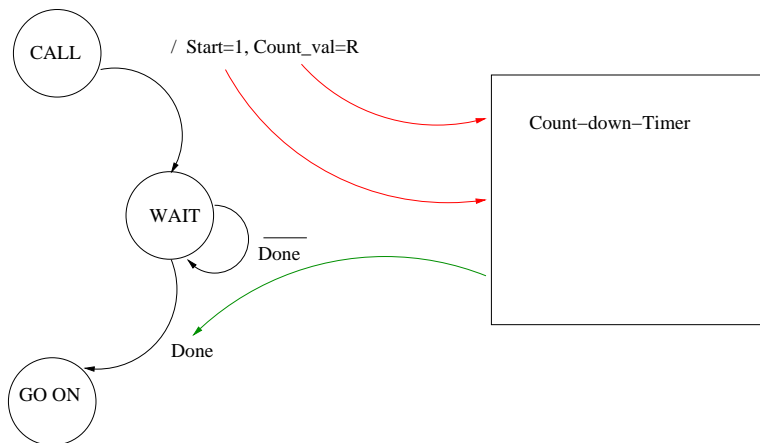 CALL
/ Start=1, Count_val=R
Count−down−Timer
WAIT
Done
Done
GO ON